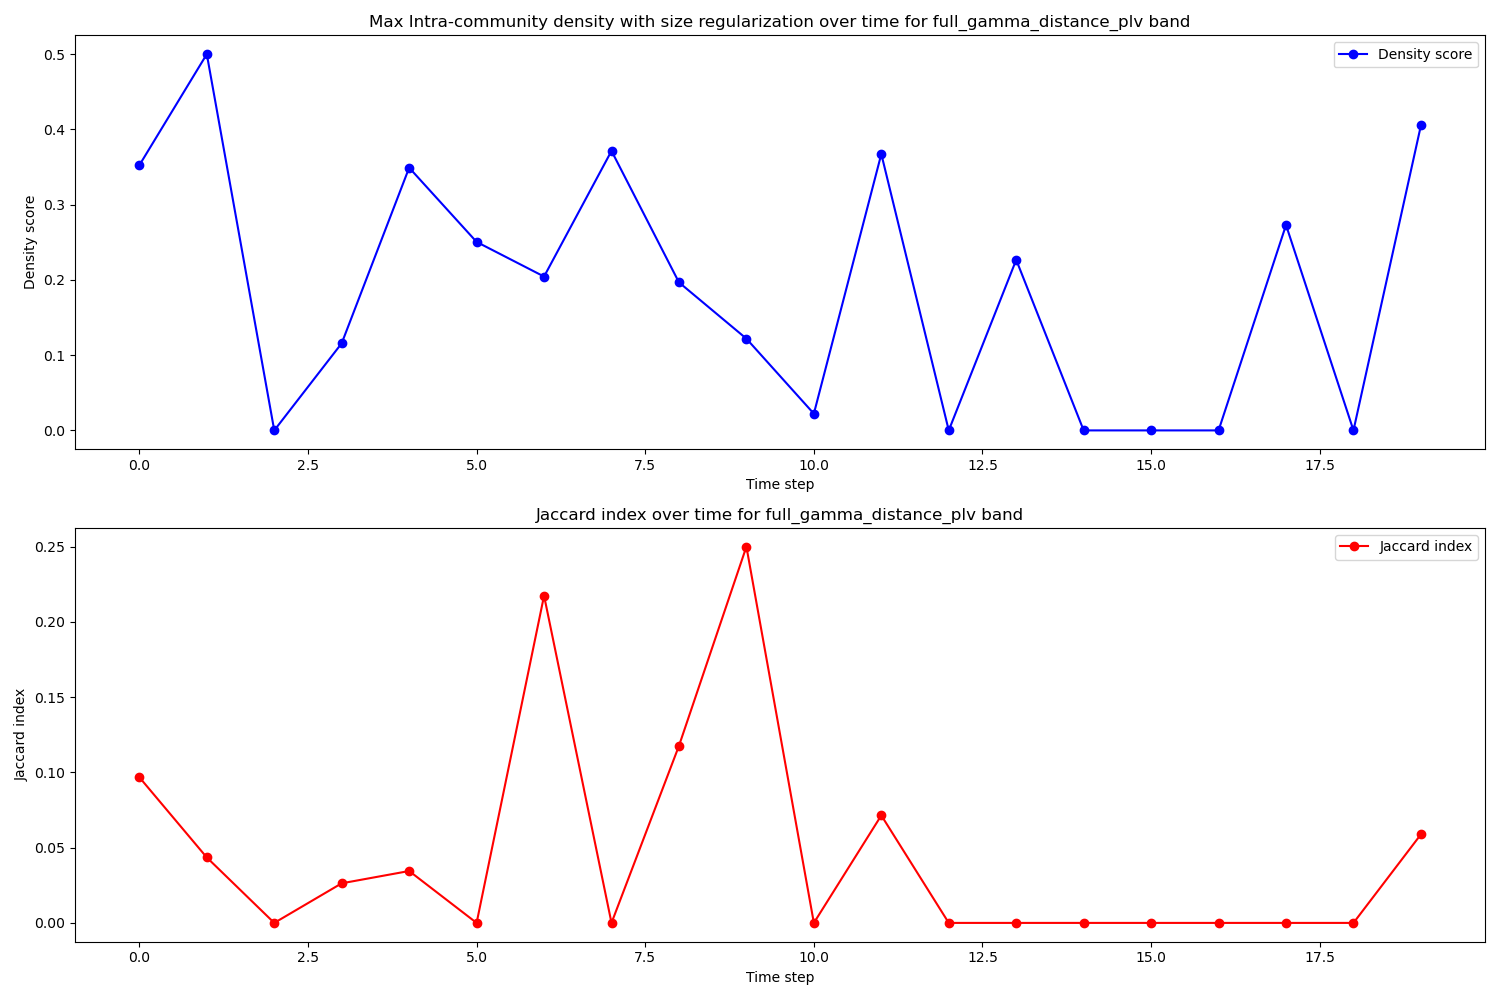 Max Intra-community density with size regularization over time for full_gamma_distance_plv band
Density score
0.5
0.4
0.3
0.2
0.1
0.0
Density score
0.0 2.5 5.0 7.5 10.0 12.5 15.0 17.5
Time step
Jaccard index over time for full_gamma_distance_plv band
Jaccard index
0.25
0.20
0.15
0.10
0.05
0.00
Jaccard index
0.0 2.5 5.0 7.5 10.0 12.5 15.0 17.5
Time step